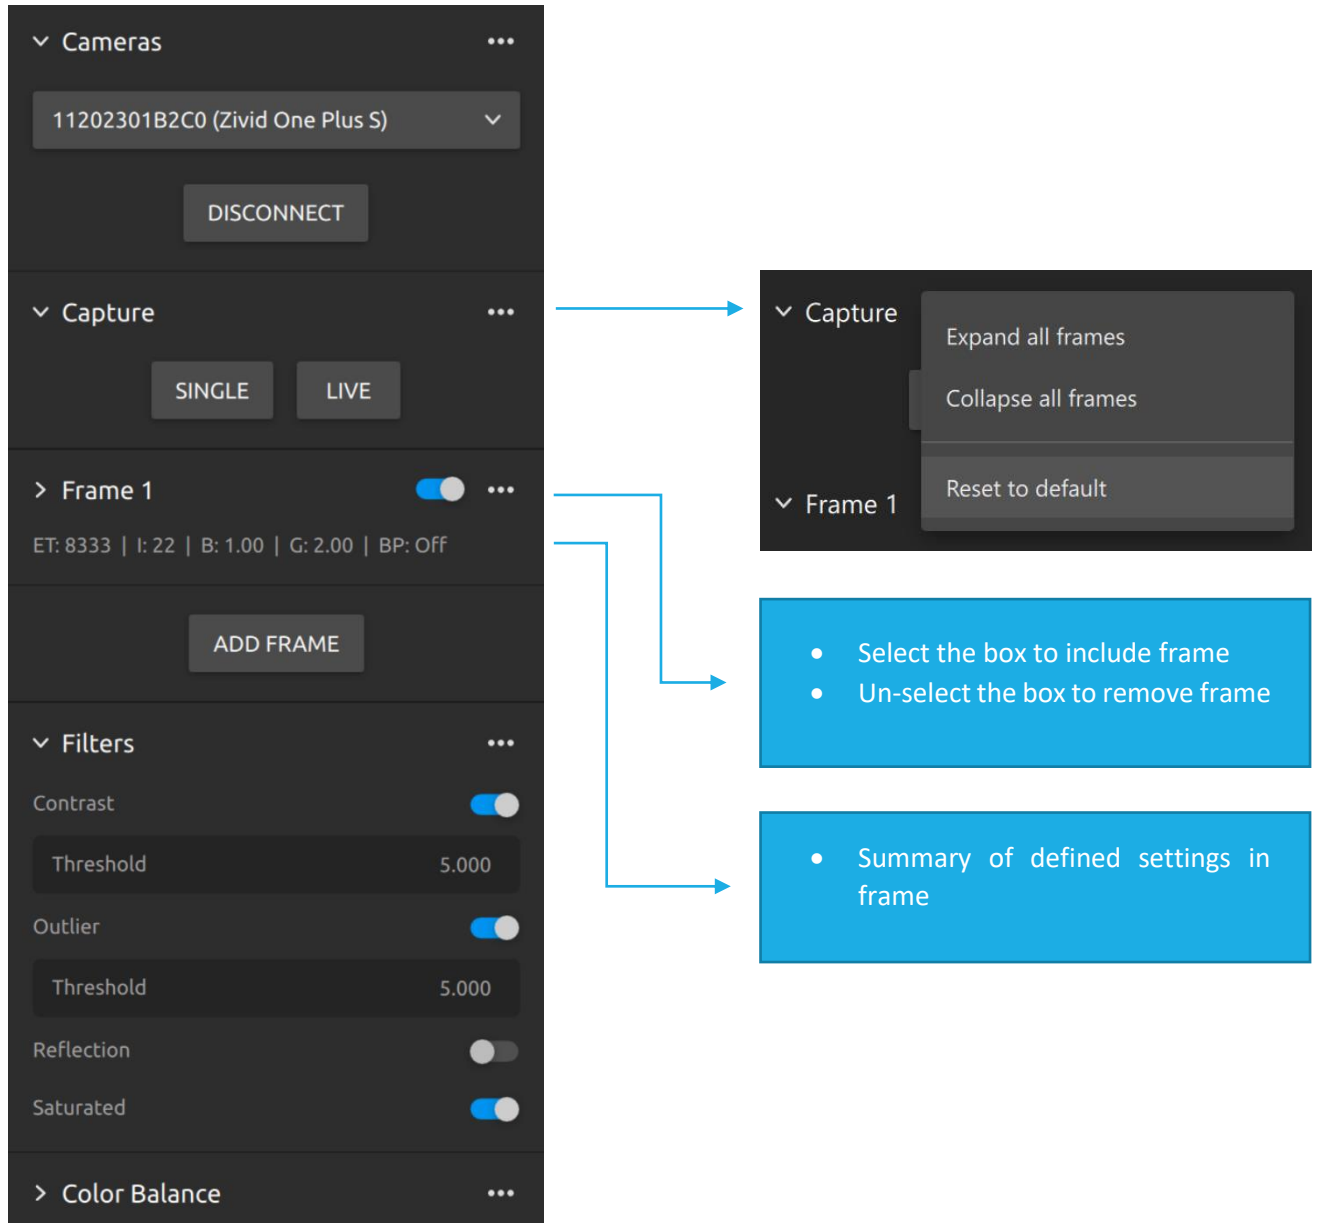 Cameras
11202301B2C0 (Zivid One Plus S)
DISCONNECT
Capture
SINGLE LIVE
Frame 1
ET: 8333 | I: 22 | B: 1.00 | G: 2.00 | BP: Off
ADD FRAME
Filters
Contrast
Threshold 5.000
Outlier
Threshold 5.000
Reflection
Saturated
Color Balance
Capture
Expand all frames
Collapse all frames
Reset to default
Frame 1
• Select the box to include frame
• Un-select the box to remove frame
• Summary of defined settings in
frame